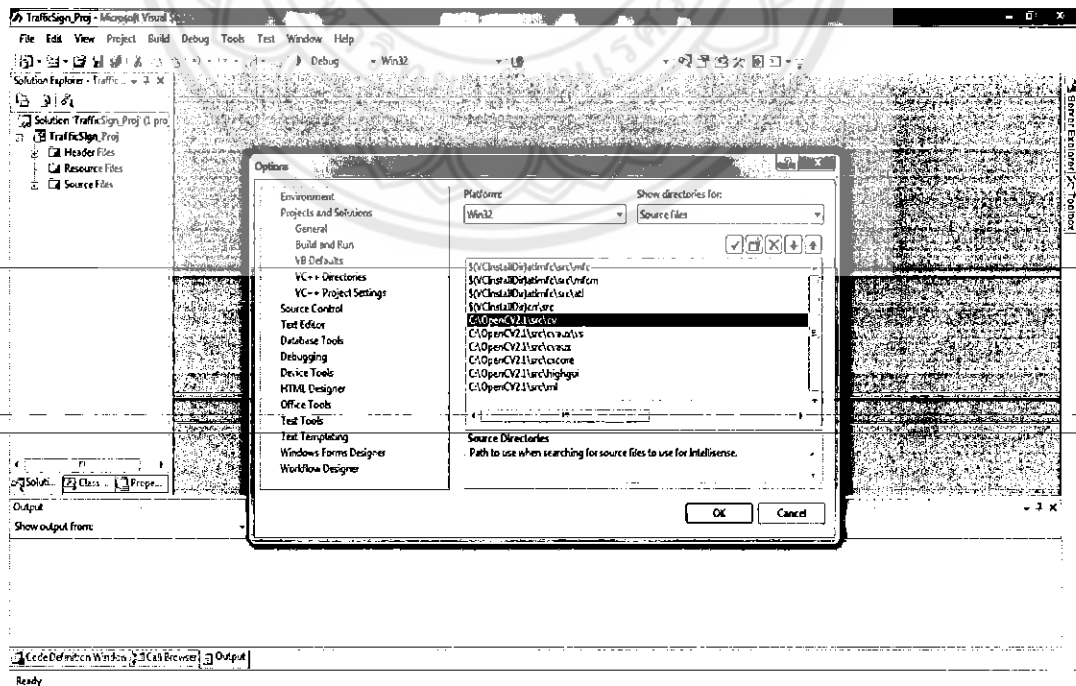 TrafficSign_Proj - Microsoft Visual
File Edit View Project Build Debug Tools Test Window Help
Debug Win32
Solution Explorer - Traffic...
Solution 'TrafficSign_Proj' (1 proj
TrafficSign_Proj
Header Files
Resource Files
Source Files
Options
Environment
Projects and Solutions
General
Build and Run
VB Defaults
VC++ Directories
VC++ Project Settings
Source Control
Text Editor
Database Tools
Debugging
Device Tools
HTML Designer
Office Tools
Test Tools
Text Templating
Windows Forms Designer
Workflow Designer
Platform:
Win32
Show directories for:
Source files
$(VCInstallDir)atlmfc\src\mfc
$(VCInstallDir)atlmfc\src\mfcm
$(VCInstallDir)atlmfc\src\atl
$(VCInstallDir)crt\src
C:\OpenCV2.1\src\cv
C:\OpenCV2.1\src\cvaux\vs
C:\OpenCV2.1\src\cvaux
C:\OpenCV2.1\src\cxcore
C:\OpenCV2.1\src\highgui
C:\OpenCV2.1\src\ml
Source Directories
Path to use when searching for source files to use for Intellisense.
OK Cancel
Server Explorer
Toolbox
Soluti... Class ... Prope...
Output
Show output from:
Code Definition Window Call Browser Output
Ready